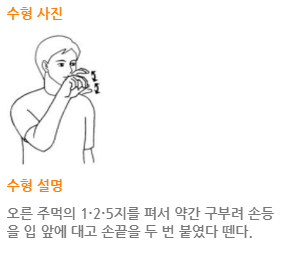 수형 사진
수형 설명
오른 주먹의 1·2·5지를 펴서 약간 구부려 손등
을 입 앞에 대고 손끝을 두 번 붙였다 뗀다.